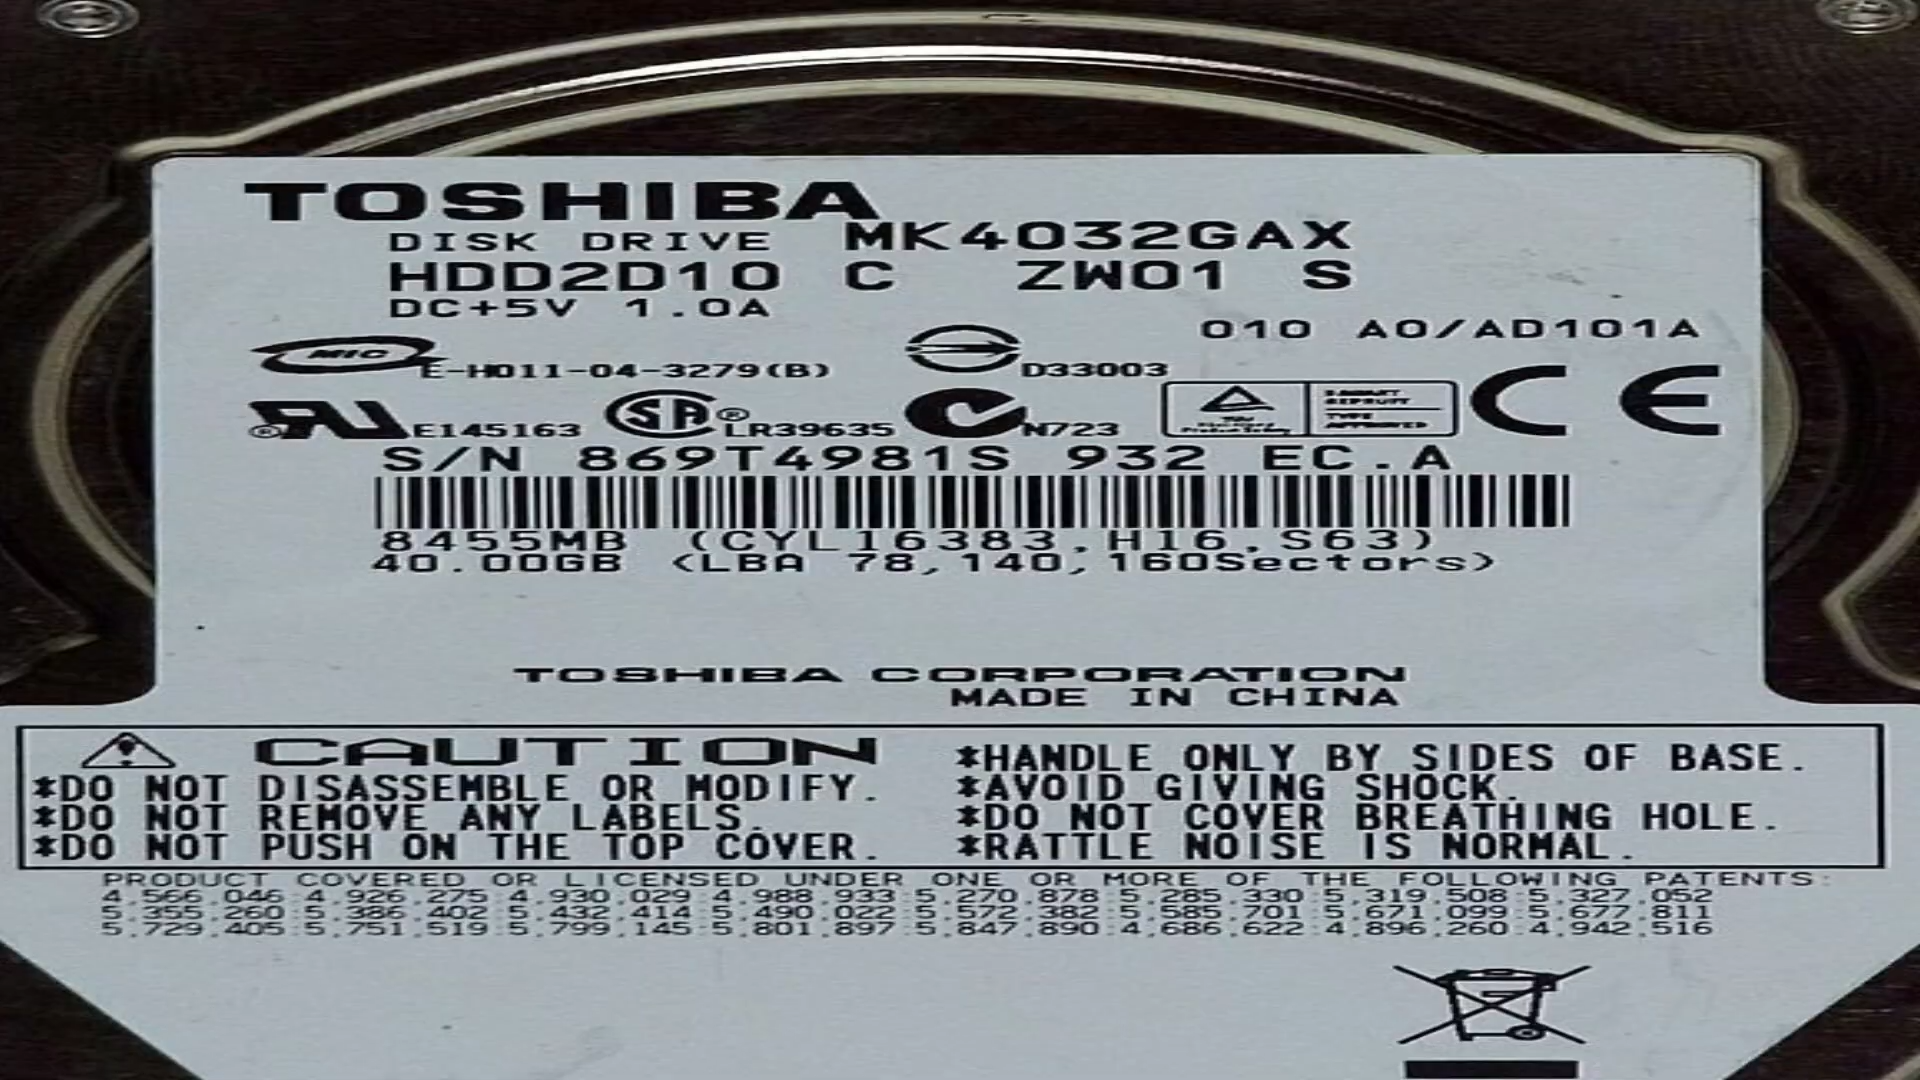 TOSHIBA
DISK DRIVE MK4032GAX
HDD2D10 C ZW01 S
DC+5V 1.0A
010 A0/AD101A
MIC E-H011-04-3279(B) D33003
E145163 SA® LR39635 N723 CE
TYPE
APPROVED
S/N 869T4981S 932 EC.A
8455MB (CYL16383,H16,S63)
40.00GB (LBA 78,140,160Sectors)
TOSHIBA CORPORATION
MADE IN CHINA
CAUTION
*DO NOT DISASSEMBLE OR MODIFY.
*DO NOT REMOVE ANY LABELS.
*DO NOT PUSH ON THE TOP COVER.
*HANDLE ONLY BY SIDES OF BASE.
*AVOID GIVING SHOCK.
*DO NOT COVER BREATHING HOLE.
*RATTLE NOISE IS NORMAL.
PRODUCT COVERED OR LICENSED UNDER ONE OR MORE OF THE FOLLOWING PATENTS:
4,566,046:4,926,275:4,930,029:4,988,933:5,270,878:5,285,330:5,319,508:5,327,052
5,355,260:5,386,402:5,432,414:5,490,022:5,572,382:5,585,701:5,671,099:5,677,811
5,729,405:5,751,519:5,799,145:5,801,897:5,847,890:4,686,622:4,896,260:4,942,516